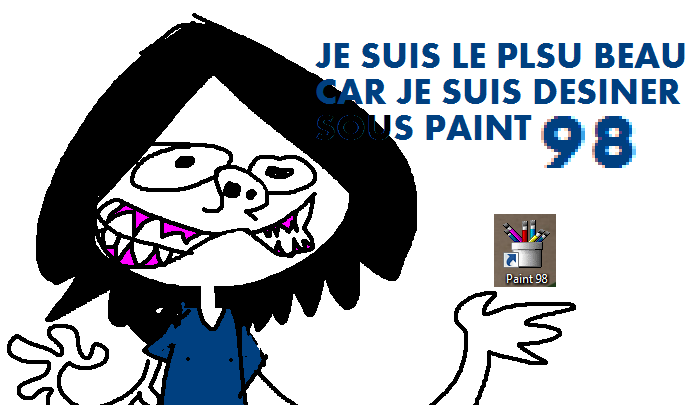 JE SUIS LE PLSU BEAU
CAR JE SUIS DESINER
SOUS PAINT 98
Paint 98